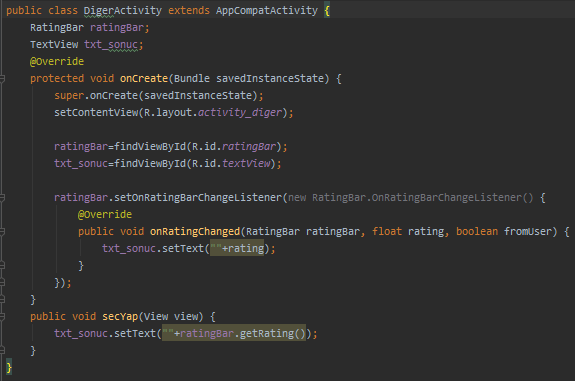 public class DigerActivity extends AppCompatActivity {
    RatingBar ratingBar;
    TextView txt_sonuc;
    @Override
    protected void onCreate(Bundle savedInstanceState) {
        super.onCreate(savedInstanceState);
        setContentView(R.layout.activity_diger);

        ratingBar=findViewById(R.id.ratingBar);
        txt_sonuc=findViewById(R.id.textView);

        ratingBar.setOnRatingBarChangeListener(new RatingBar.OnRatingBarChangeListener() {
            @Override
            public void onRatingChanged(RatingBar ratingBar, float rating, boolean fromUser) {
                txt_sonuc.setText(""+rating);
            }
        });
    }
    public void secYap(View view) {
        txt_sonuc.setText(""+ratingBar.getRating());
    }
}